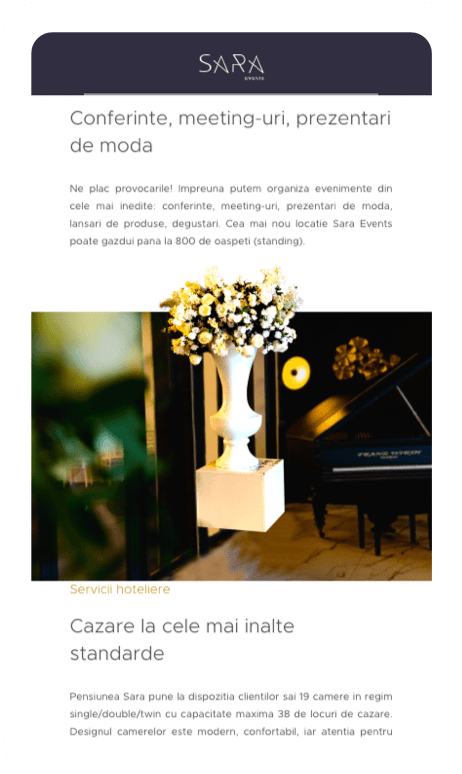 SARA
EVENTS
Conferinte, meeting-uri, prezentari
de moda
Ne plac provocarile! Impreuna putem organiza evenimente din
cele mai inedite: conferinte, meeting-uri, prezentari de moda,
lansari de produse, degustari. Cea mai nou locatie Sara Events
poate gazdui pana la 800 de oaspeti (standing).
Servicii hoteliere
Cazare la cele mai inalte
standarde
Pensiunea Sara pune la dispozitia clientilor sai 19 camere in regim
single/double/twin cu capacitate maxima 38 de locuri de cazare.
Designul camerelor este modern, confortabil, iar atentia pentru